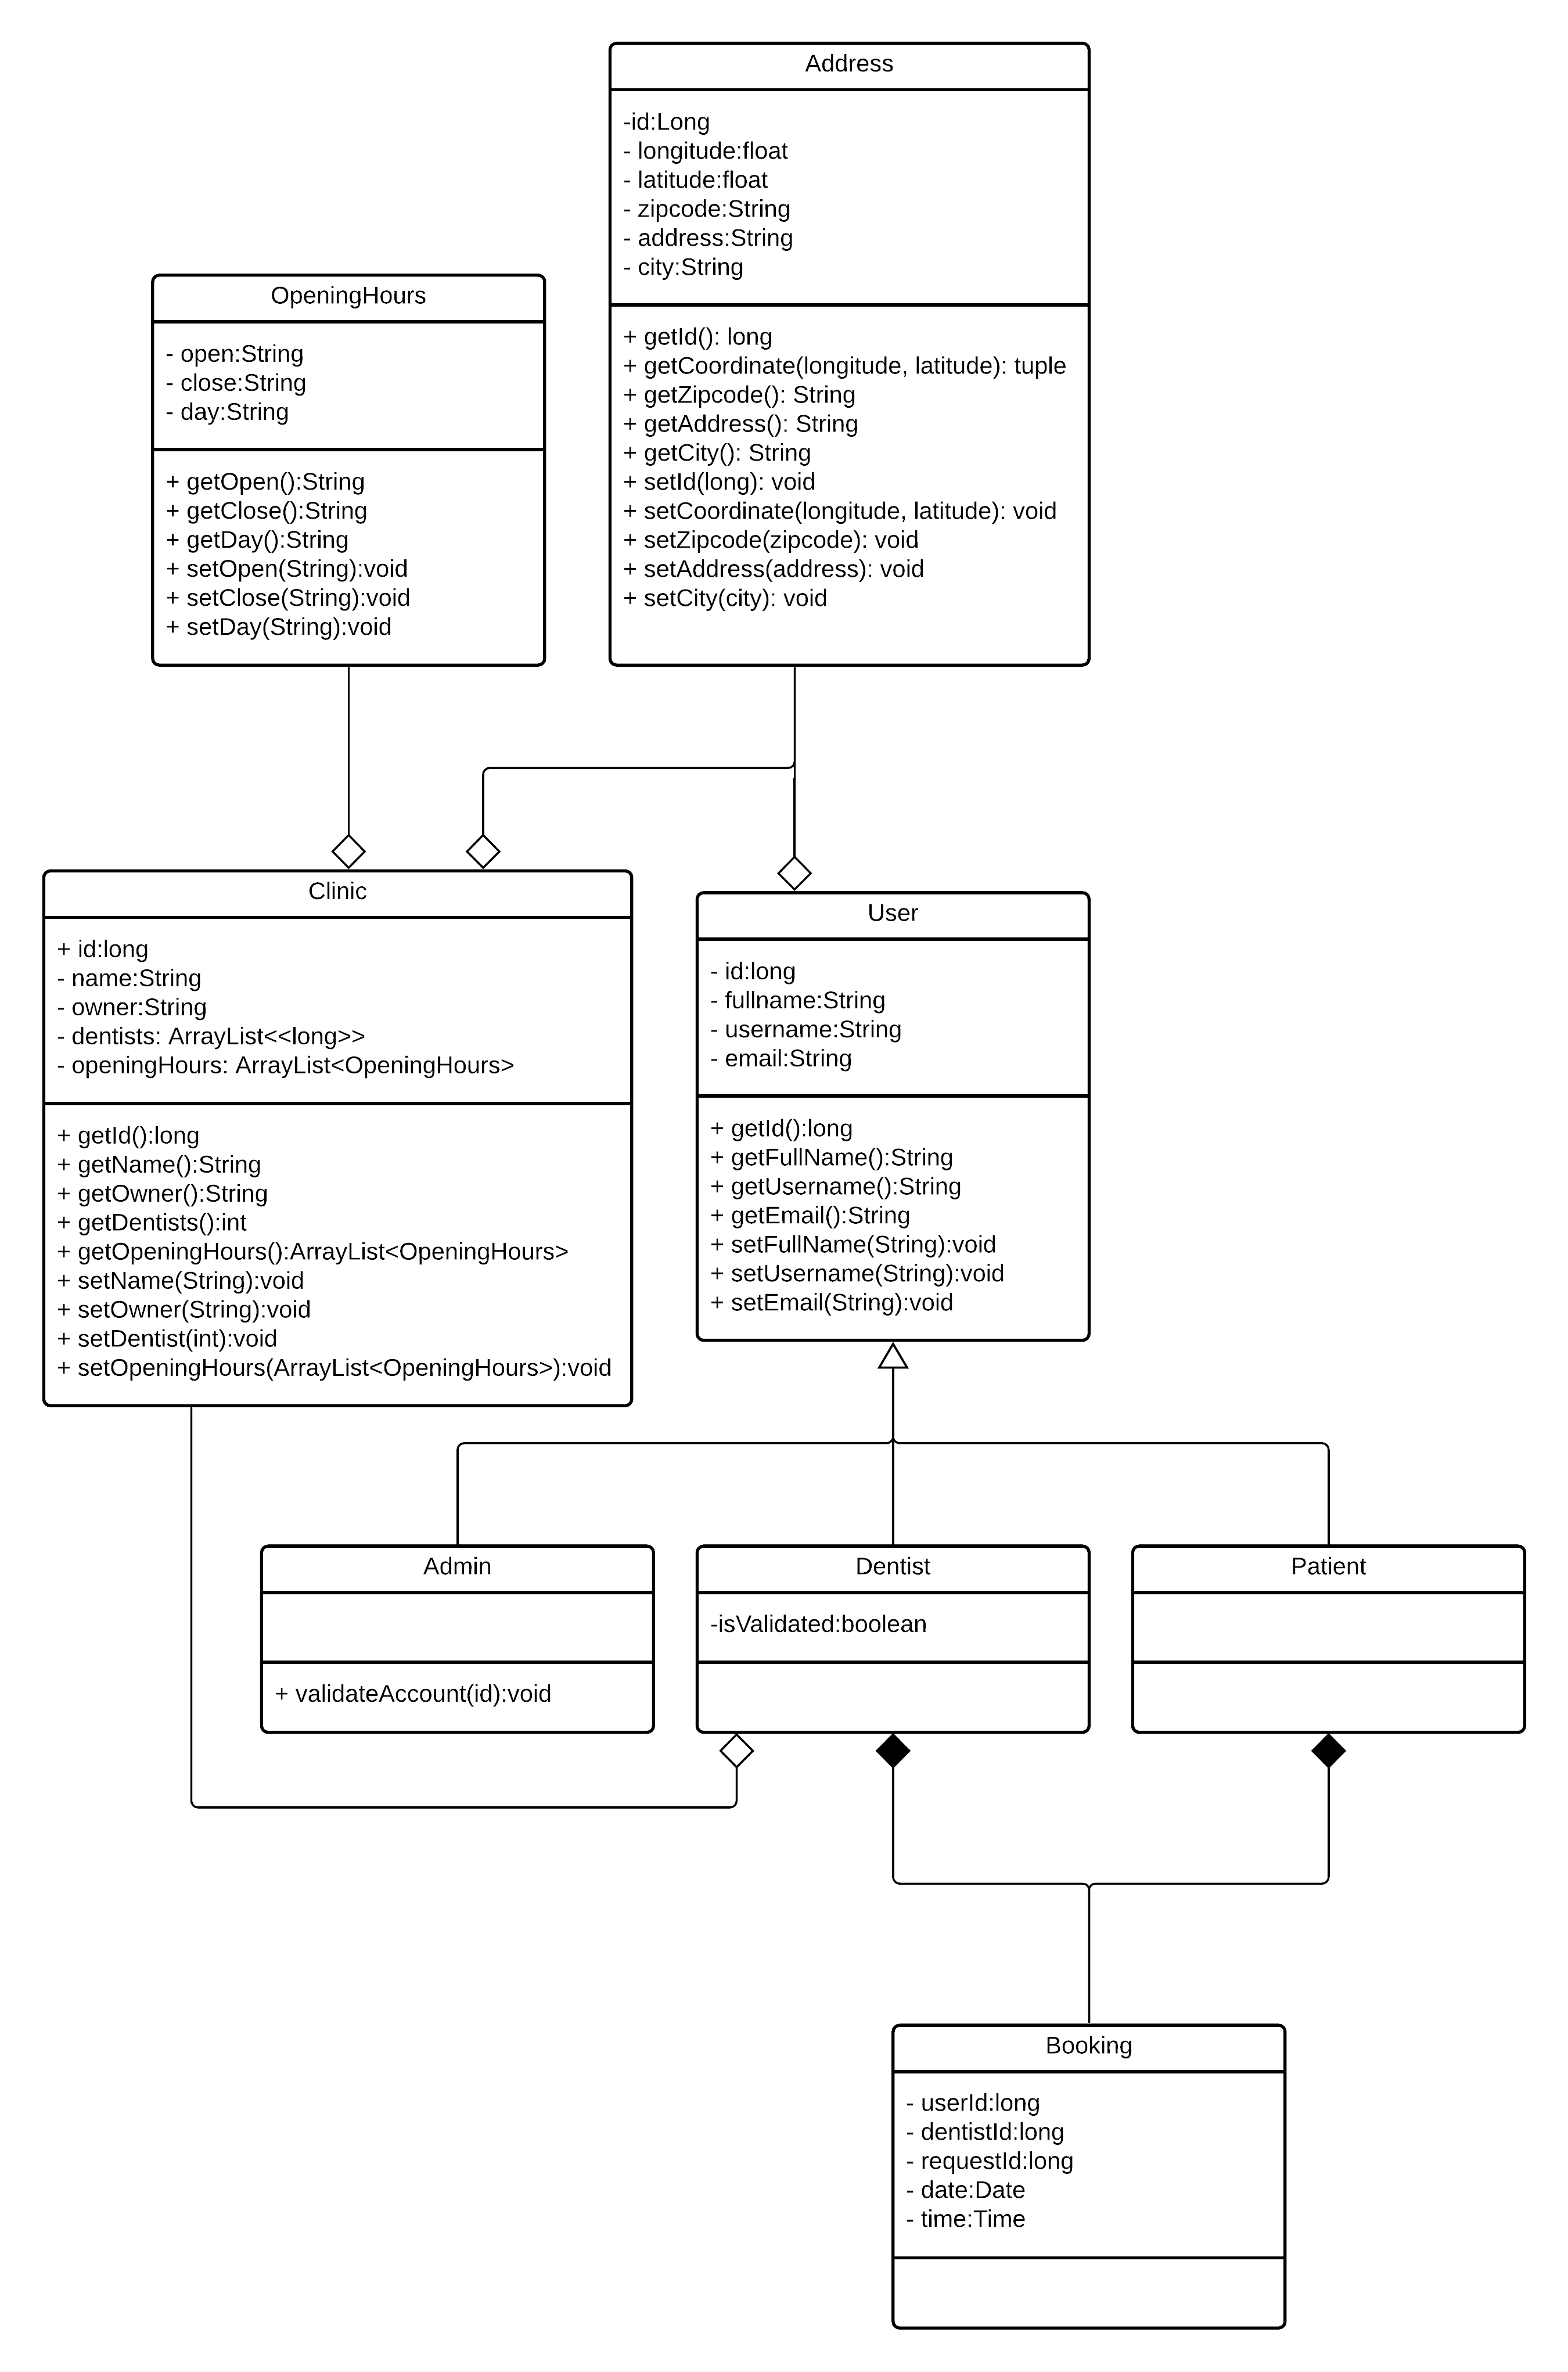 Address
-id:Long
- longitude:float
- latitude:float
- zipcode:String
- address:String
- city:String
+ getId(): long
+ getCoordinate(longitude, latitude): tuple
+ getZipcode(): String
+ getAddress(): String
+ getCity(): String
+ setId(long): void
+ setCoordinate(longitude, latitude): void
+ setZipcode(zipcode): void
+ setAddress(address): void
+ setCity(city): void
OpeningHours
- open:String
- close:String
- day:String
+ getOpen():String
+ getClose():String
+ getDay():String
+ setOpen(String):void
+ setClose(String):void
+ setDay(String):void
Clinic
+ id:long
- name:String
- owner:String
- dentists: ArrayList<<long>>
- openingHours: ArrayList<OpeningHours>
+ getId():long
+ getName():String
+ getOwner():String
+ getDentists():int
+ getOpeningHours():ArrayList<OpeningHours>
+ setName(String):void
+ setOwner(String):void
+ setDentist(int):void
+ setOpeningHours(ArrayList<OpeningHours>):void
User
- id:long
- fullname:String
- username:String
- email:String
+ getId():long
+ getFullName():String
+ getUsername():String
+ getEmail():String
+ setFullName(String):void
+ setUsername(String):void
+ setEmail(String):void
Admin
+ validateAccount(id):void
Dentist
-isValidated:boolean
Patient
Booking
- userId:long
- dentistId:long
- requestId:long
- date:Date
- time:Time